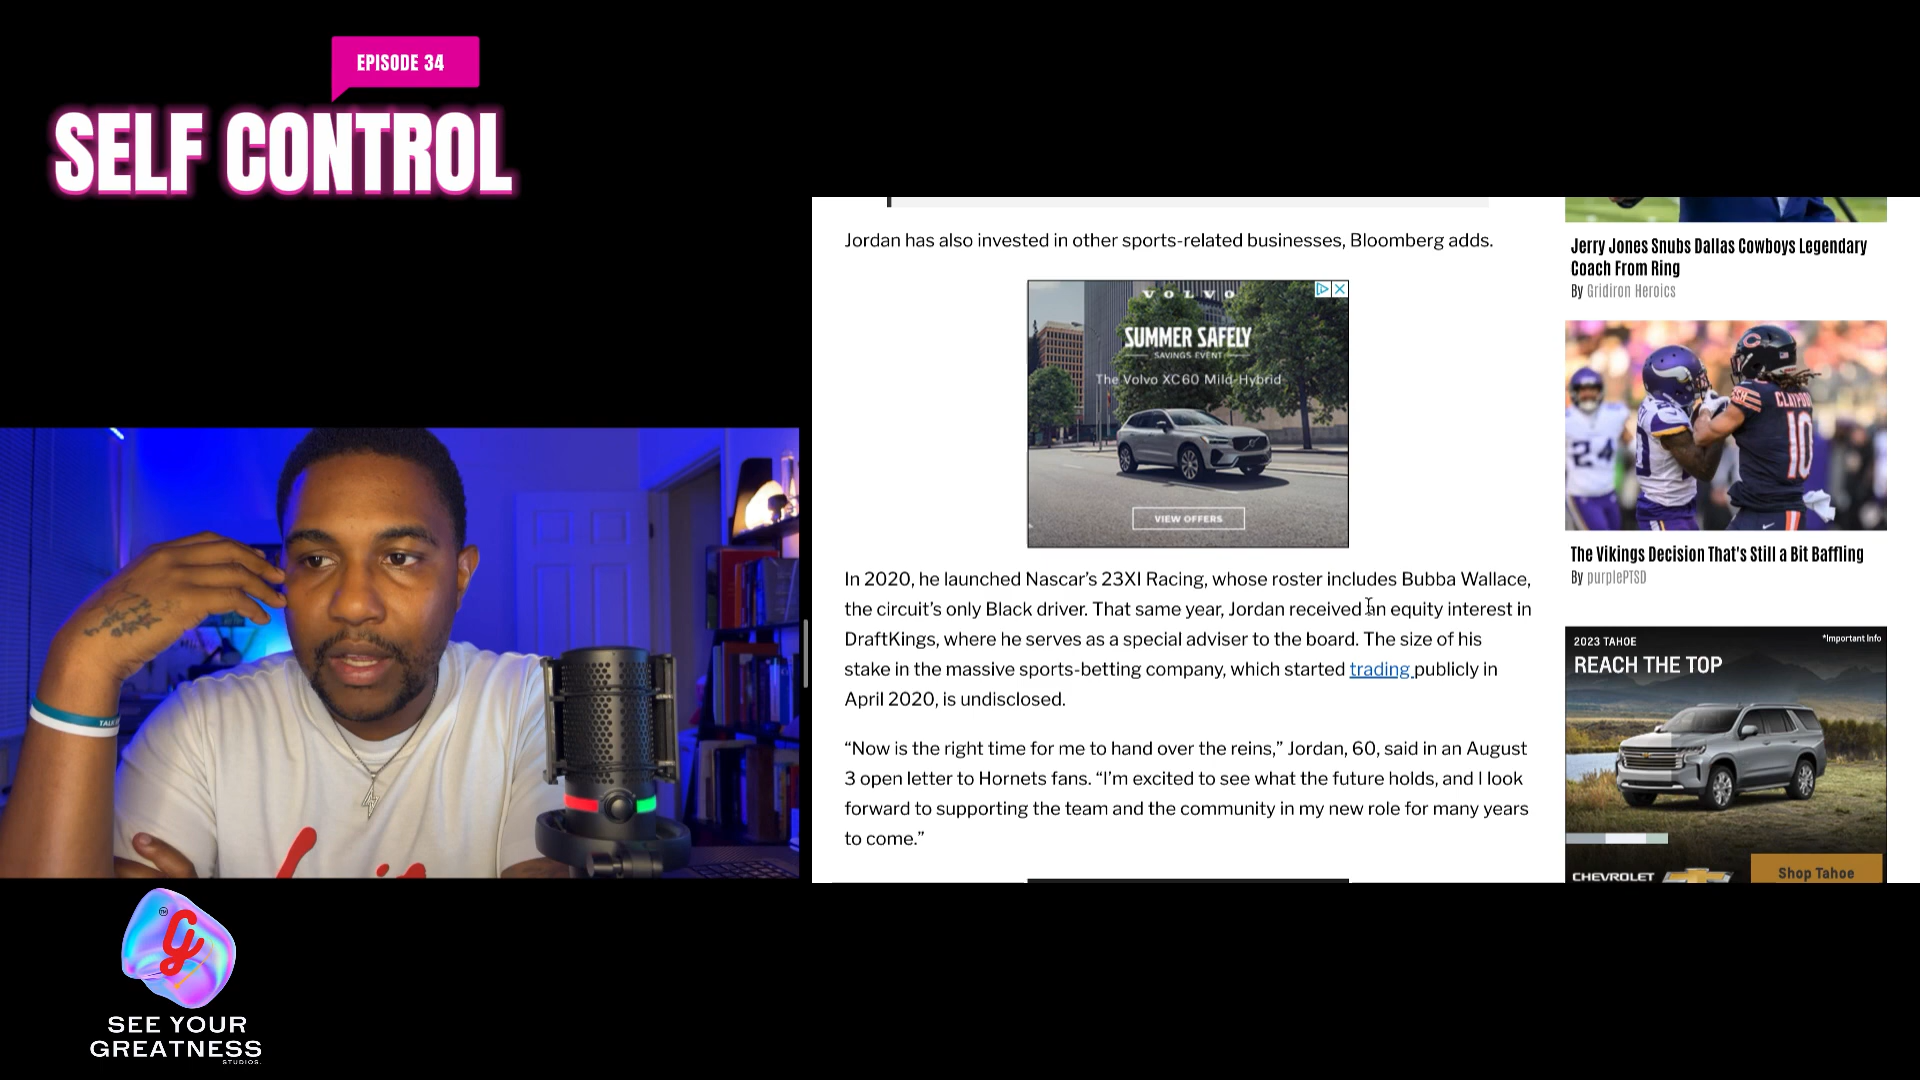 EPISODE 34
SELF CONTROL
Jordan has also invested in other sports-related businesses, Bloomberg adds.
VOLVO
SUMMER SAFELY
SAVINGS EVENT
The Volvo XC60 Mild-Hybrid
VIEW OFFERS
In 2020, he launched Nascar’s 23XI Racing, whose roster includes Bubba Wallace,
the circuit’s only Black driver. That same year, Jordan received an equity interest in
DraftKings, where he serves as a special adviser to the board. The size of his
stake in the massive sports-betting company, which started trading publicly in
April 2020, is undisclosed.
“Now is the right time for me to hand over the reins,” Jordan, 60, said in an August
3 open letter to Hornets fans. “I’m excited to see what the future holds, and I look
forward to supporting the team and the community in my new role for many years
to come.”
Jerry Jones Snubs Dallas Cowboys Legendary
Coach From Ring
By Gridiron Heroics
24
CLAYPOOL
10
The Vikings Decision That's Still a Bit Baffling
By purplePTSD
2023 TAHOE
*Important Info
REACH THE TOP
CHEVROLET
Shop Tahoe
TALK
G
TM
SEE YOUR
GREATNESS
STUDIOS.